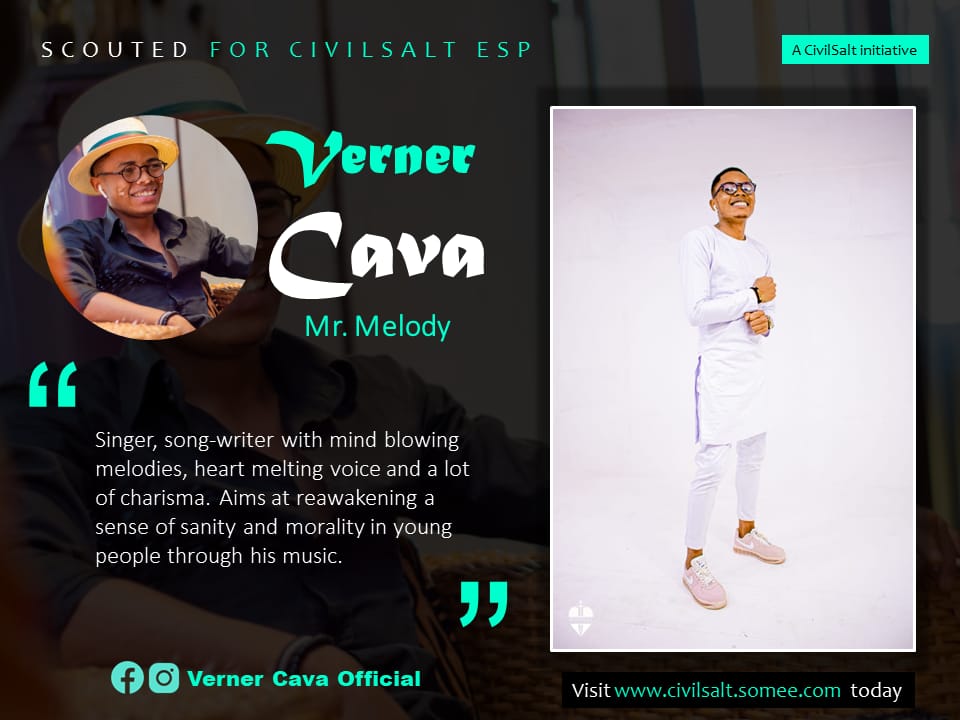 SCOUTED FOR CIVILSALT ESP
A CivilSalt initiative
Verner
Cava
Mr. Melody
“
Singer, song-writer with mind blowing
melodies, heart melting voice and a lot
of charisma. Aims at reawakening a
sense of sanity and morality in young
people through his music.
”
Verner Cava Official
Visit www.civilsalt.somee.com today